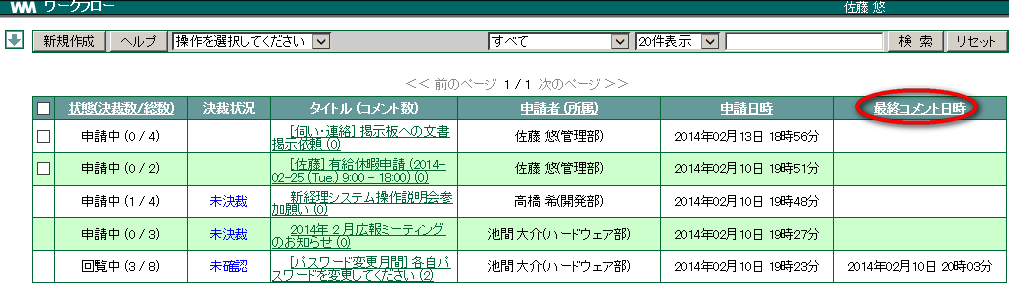 WM ワークフロー 佐藤 悠
新規作成 ヘルプ 操作を選択してください すべて 20件表示 検 索 リセット
<< 前のページ 1 / 1 次のページ >>
状態(決裁数/総数) 決裁状況 タイトル (コメント数) 申請者 (所属) 申請日時 最終コメント日時
申請中 (0 / 4) [伺い・連絡] 掲示板への文書 佐藤 悠(管理部) 2014年02月13日 18時56分
掲示依頼 (0)
申請中 (0 / 2) [佐藤] 有給休暇申請 (2014- 佐藤 悠(管理部) 2014年02月10日 19時51分
02-25 (Tue.) 9:00 - 18:00) (0)
申請中 (1 / 4) 未決裁 新経理システム操作説明会参 高橋 希(開発部) 2014年02月10日 19時48分
加願い (0)
申請中 (0 / 3) 未決裁 2014年 2 月広報ミーティング 池間 大介(ハードウェア部) 2014年02月10日 19時27分
のお知らせ (0)
回覧中 (3 / 8) 未確認 [パスワード変更月間] 各自パ 池間 大介(ハードウェア部) 2014年02月10日 19時23分 2014年02月10日 20時03分
スワードを変更してください (2)